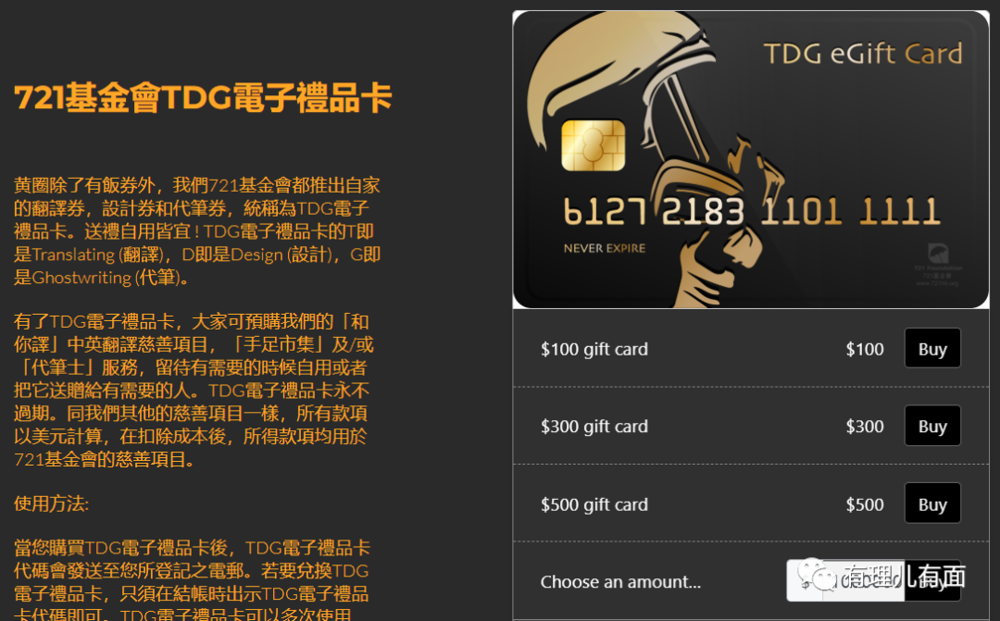 721基金會TDG電子禮品卡
黃圈除了有飯券外，我們721基金會都推出自家
的翻譯券，設計券和代筆券，統稱為TDG電子
禮品卡。送禮自用皆宜 ! TDG電子禮品卡的T即
是Translating (翻譯)，D即是Design (設計)，G即
是Ghostwriting (代筆)。
有了TDG電子禮品卡，大家可預購我們的「和
你譯」中英翻譯慈善項目，「手足市集」及/或
「代筆士」服務，留待有需要的時候自用或者
把它送贈給有需要的人。TDG電子禮品卡永不
過期。同我們其他的慈善項目一樣，所有款項
以美元計算，在扣除成本後，所得款項均用於
721基金會的慈善項目。
使用方法:
當您購買TDG電子禮品卡後，TDG電子禮品卡
代碼會發送至您所登記之電郵。若要兌換TDG
電子禮品卡，只須在結帳時出示TDG電子禮品
卡代碼即可。TDG電子禮品卡可以多次使用
TDG eGift Card
6127 2183 1101 1111
NEVER EXPIRE
721 Foundation
721基金會
$100 gift card $100 Buy
$300 gift card $300 Buy
$500 gift card $500 Buy
Choose an amount...
有理儿有面